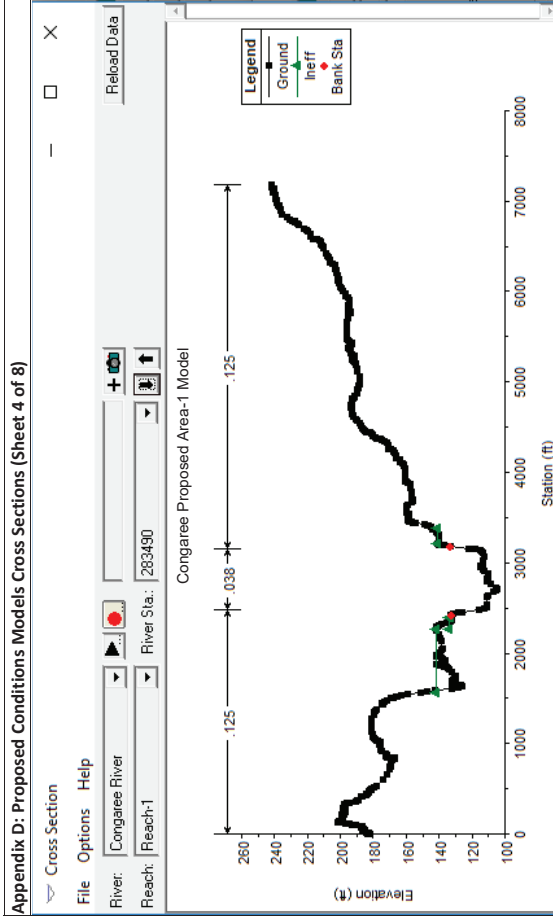 Appendix D: Proposed Conditions Models Cross Sections (Sheet 4 of 8)
Cross Section
File Options Help
River: Congaree River
Reload Data
Reach: Reach-1 River Sta.: 283490
Congaree Proposed Area-1 Model
.125 .038 .125
Legend
Ground
Ineff
Bank Sta
Elevation (ft)
260
240
220
200
180
160
140
120
100
0 1000 2000 3000 4000 5000 6000 7000 8000
Station (ft)